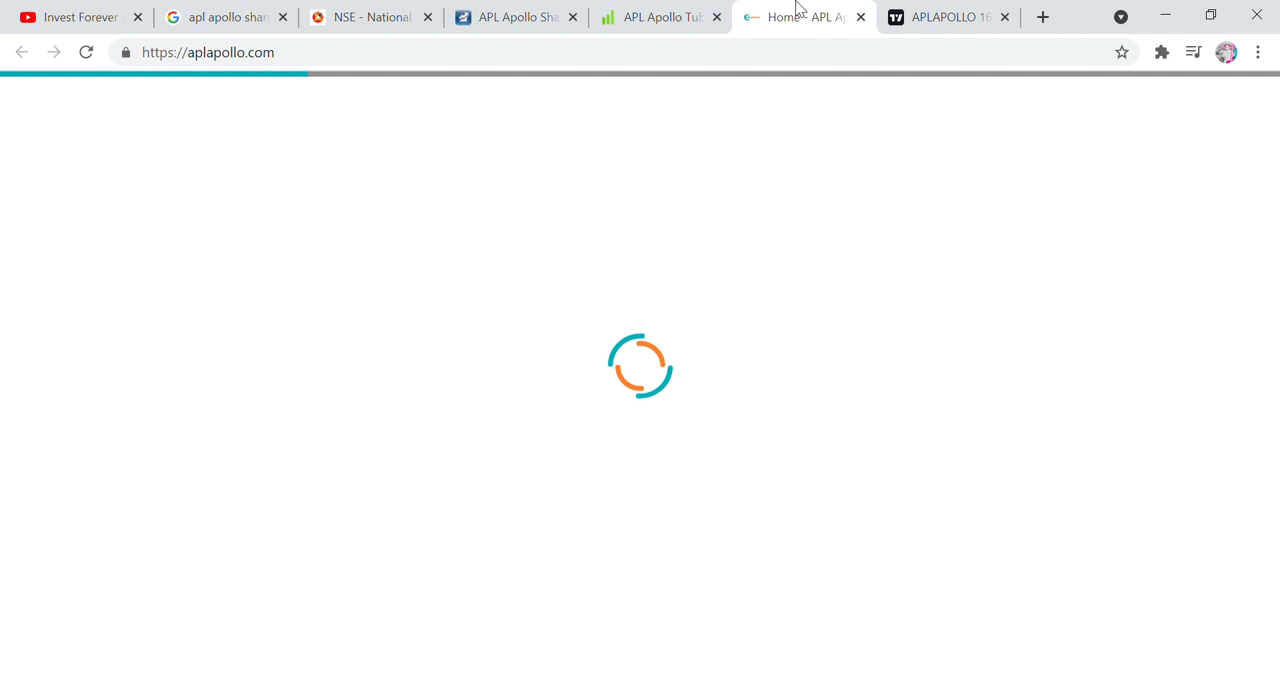 Invest Forever
apl apollo shar
NSE - National
APL Apollo Sha
APL Apollo Tub
Home - APL Ap
APLAPOLLO 16
https://aplapollo.com